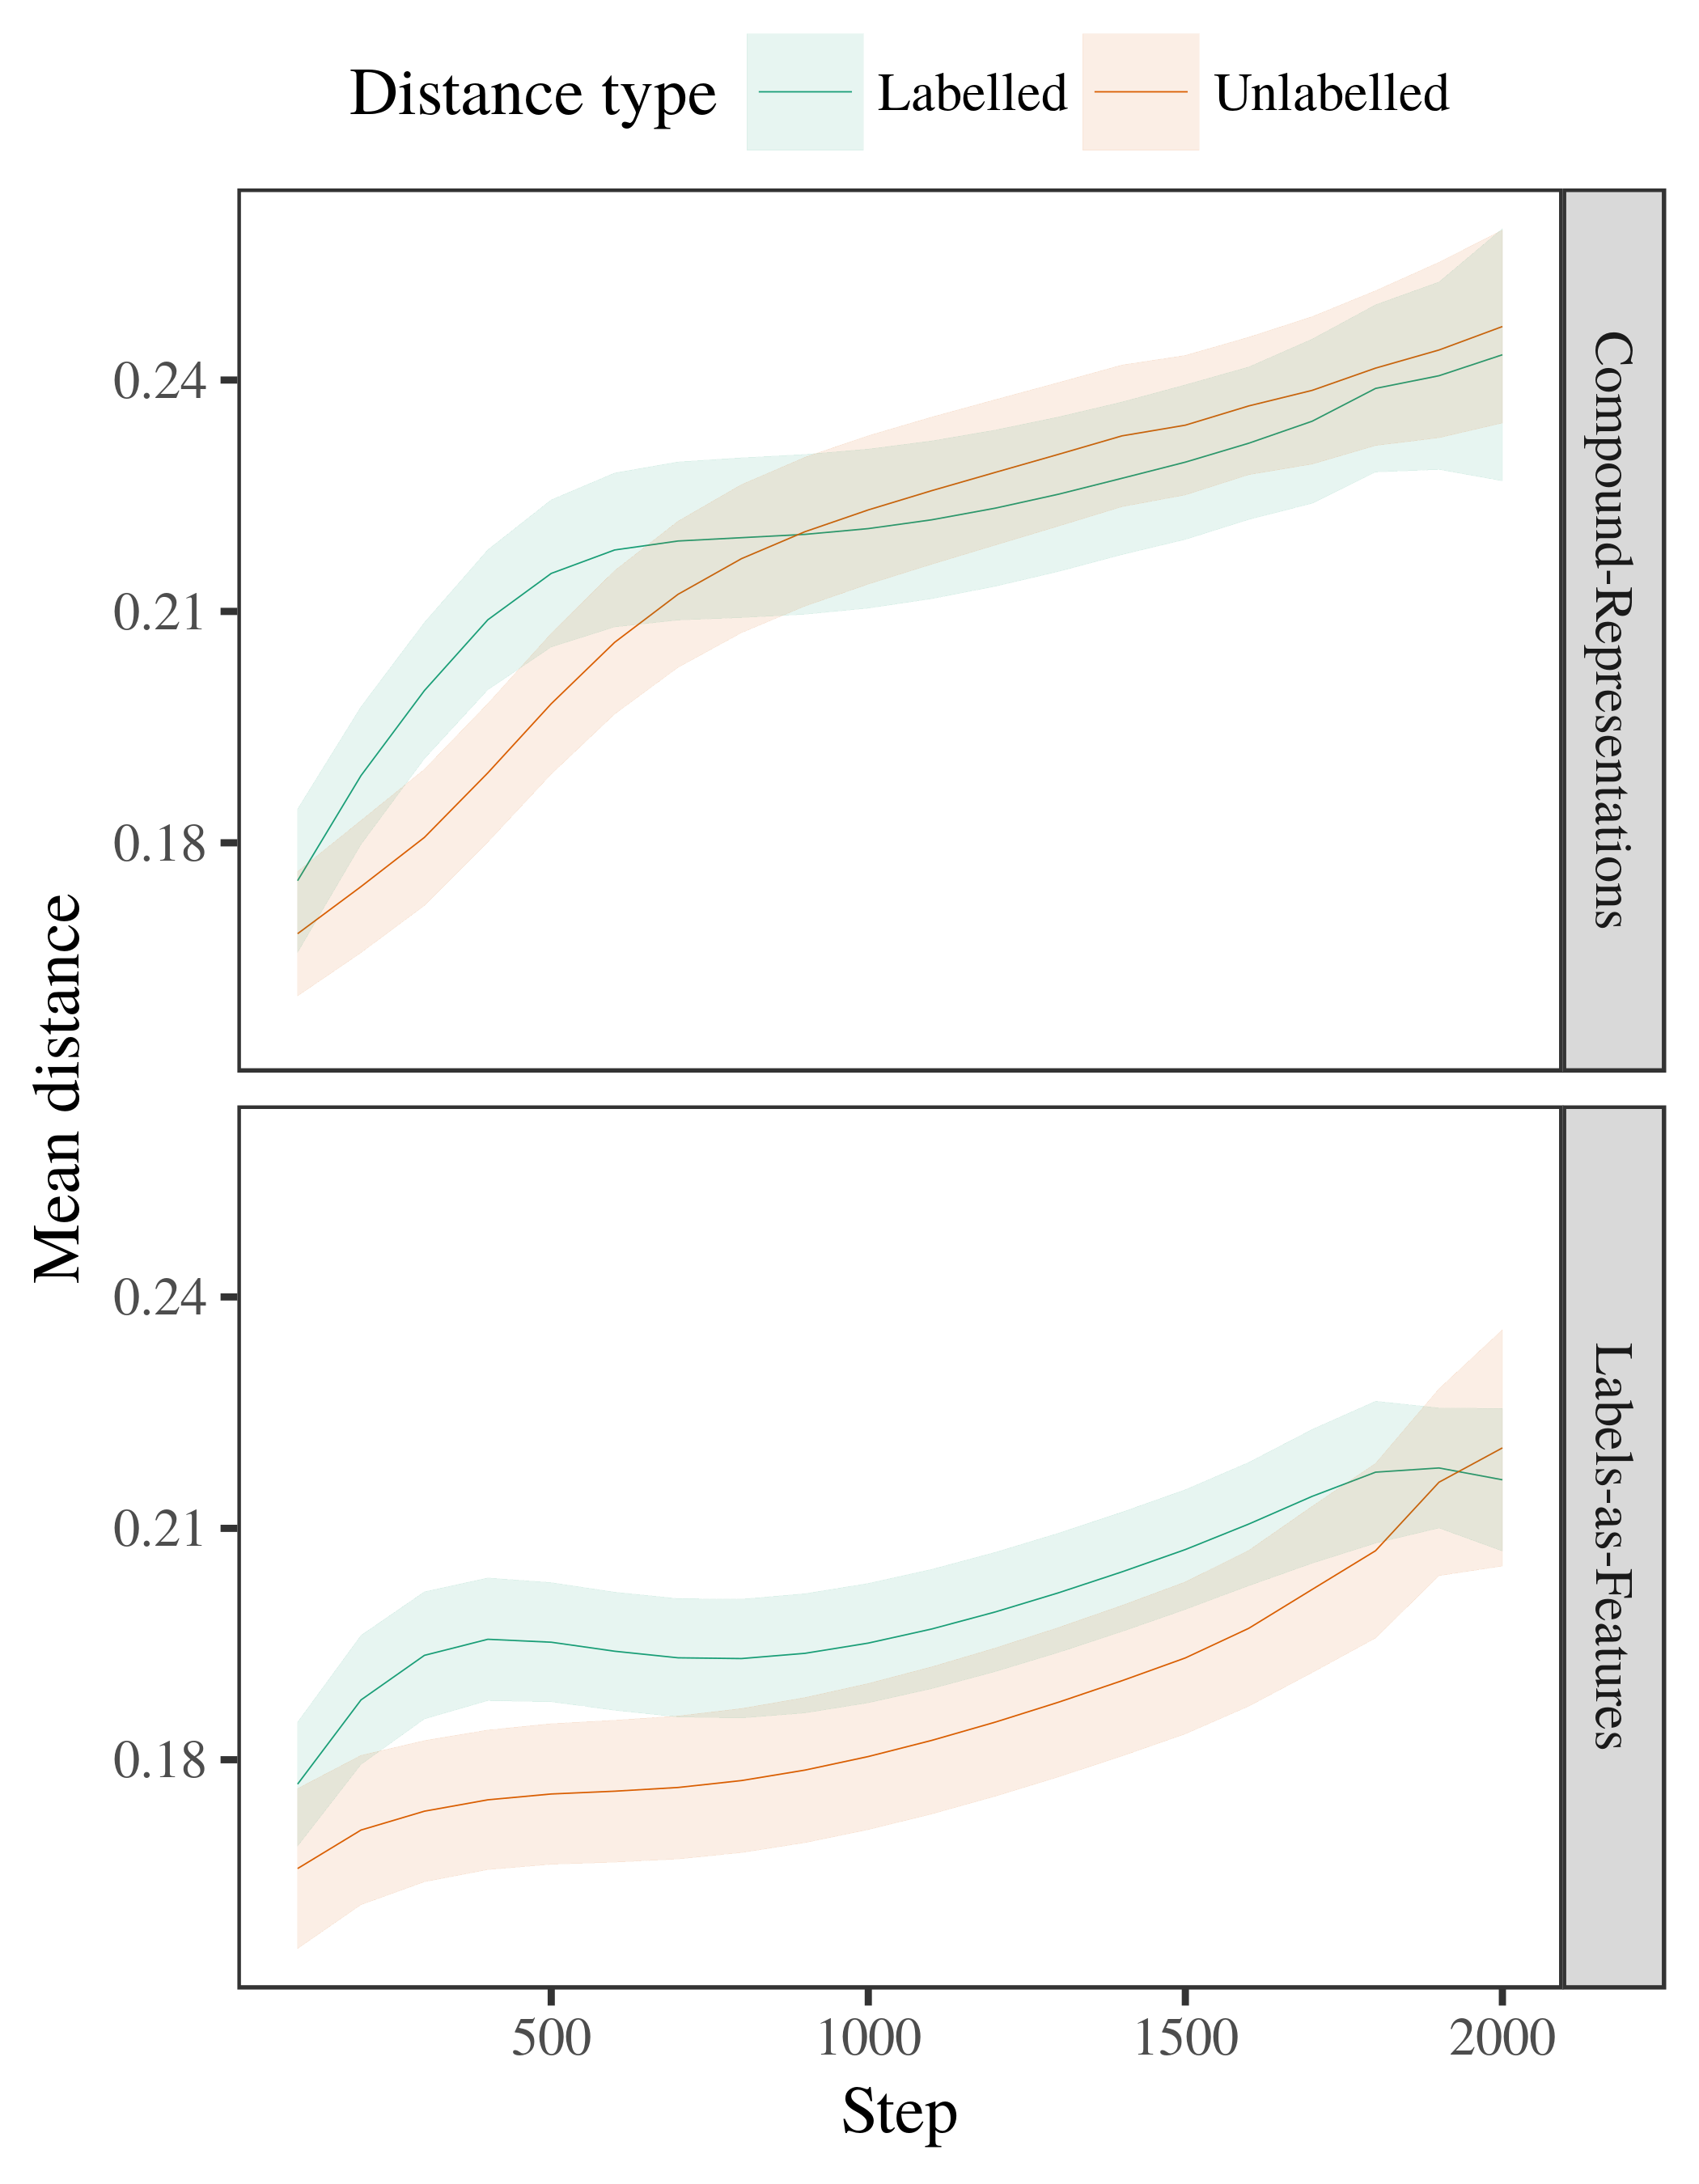 Distance type Labelled Unlabelled
Mean distance
0.24
0.21
0.18
Compound-Representations
0.24
0.21
0.18
Labels-as-Features
500 1000 1500 2000
Step